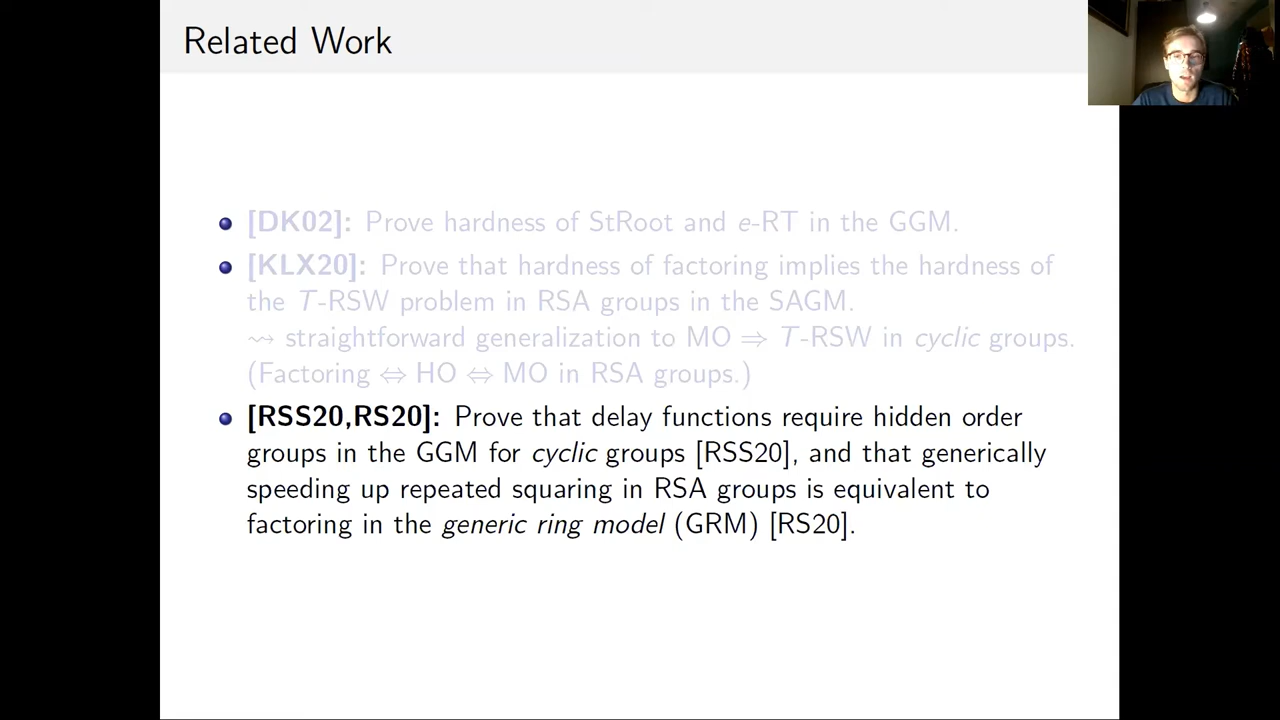 Related Work
[DK02]: Prove hardness of StRoot and e-RT in the GGM.
[KLX20]: Prove that hardness of factoring implies the hardness of
the T-RSW problem in RSA groups in the SAGM.
⇝ straightforward generalization to MO ⇒ T-RSW in cyclic groups.
(Factoring ⇔ HO ⇔ MO in RSA groups.)
[RSS20,RS20]: Prove that delay functions require hidden order
groups in the GGM for cyclic groups [RSS20], and that generically
speeding up repeated squaring in RSA groups is equivalent to
factoring in the generic ring model (GRM) [RS20].